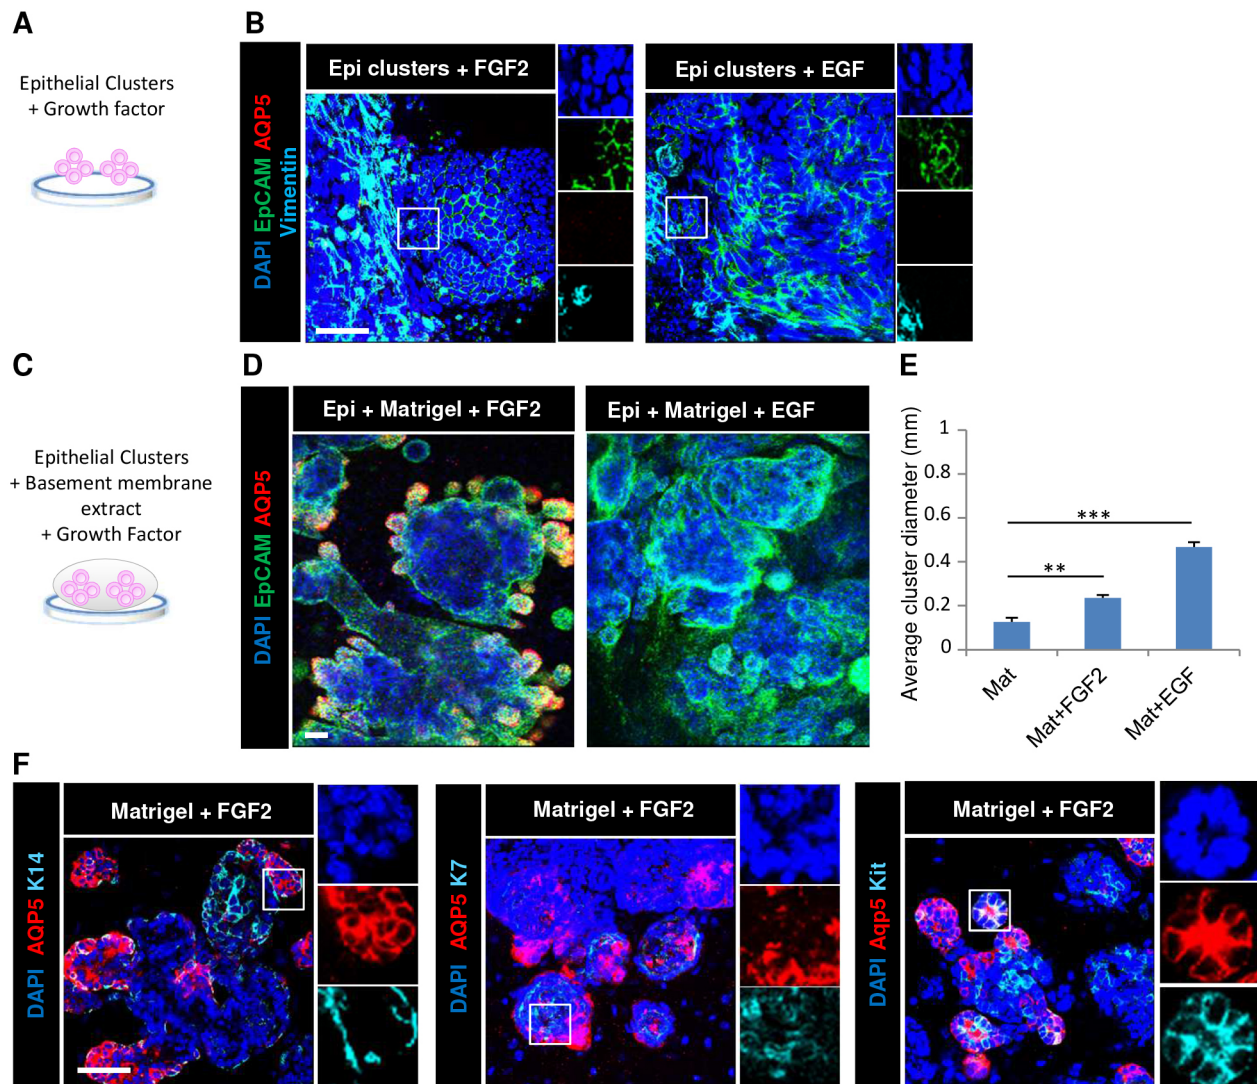 A
Epithelial Clusters
+ Growth factor
B
DAPI EpCAM AQP5
Vimentin
Epi clusters + FGF2
Epi clusters + EGF
C
Epithelial Clusters
+ Basement membrane
extract
+ Growth Factor
D
DAPI EpCAM AQP5
Epi + Matrigel + FGF2
Epi + Matrigel + EGF
E
Average cluster diameter (mm)
1
0.8
0.6
0.4
0.2
0
***
**
Mat
Mat+FGF2
Mat+EGF
F
DAPI AQP5 K14
Matrigel + FGF2
DAPI AQP5 K7
Matrigel + FGF2
DAPI Aqp5 Kit
Matrigel + FGF2